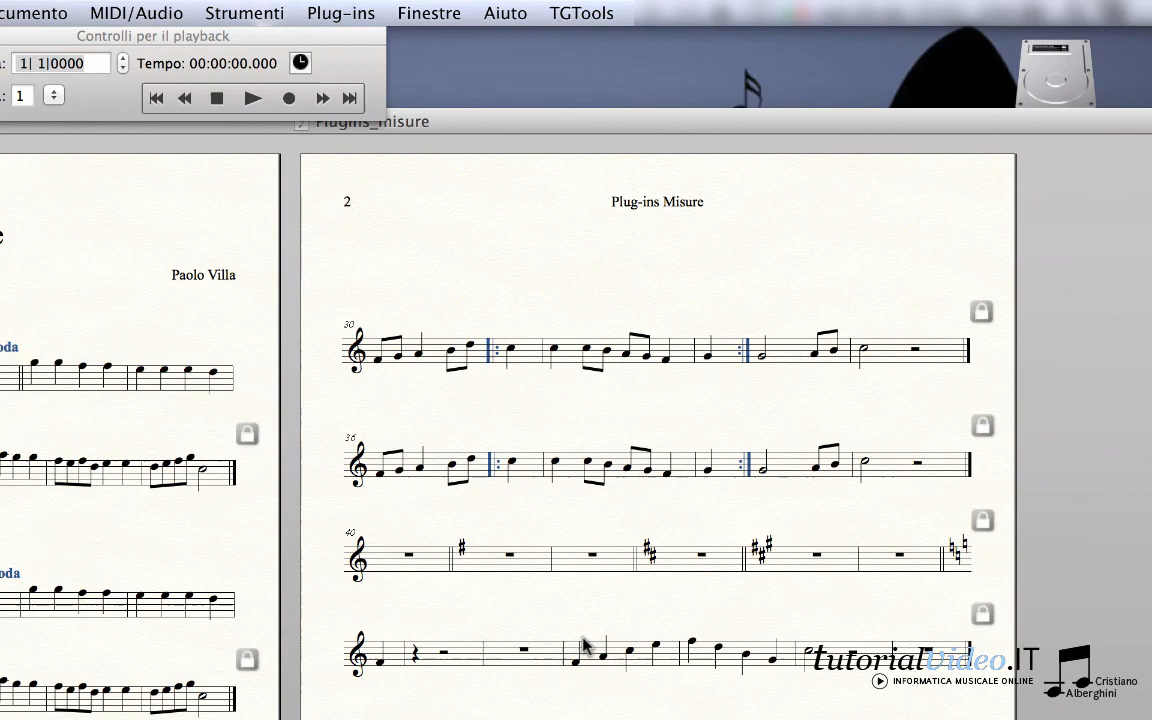 cumento MIDI/Audio Strumenti Plug-ins Finestre Aiuto TGTools
Controlli per il playback
: 1| 1|0000 Tempo: 00:00:00.000
.: 1
Plugins_misure
e
Paolo Villa
oda
oda
2 Plug-ins Misure
30
36
40
tutorialVideo.IT
INFORMATICA MUSICALE ONLINE
Cristiano
Alberghini